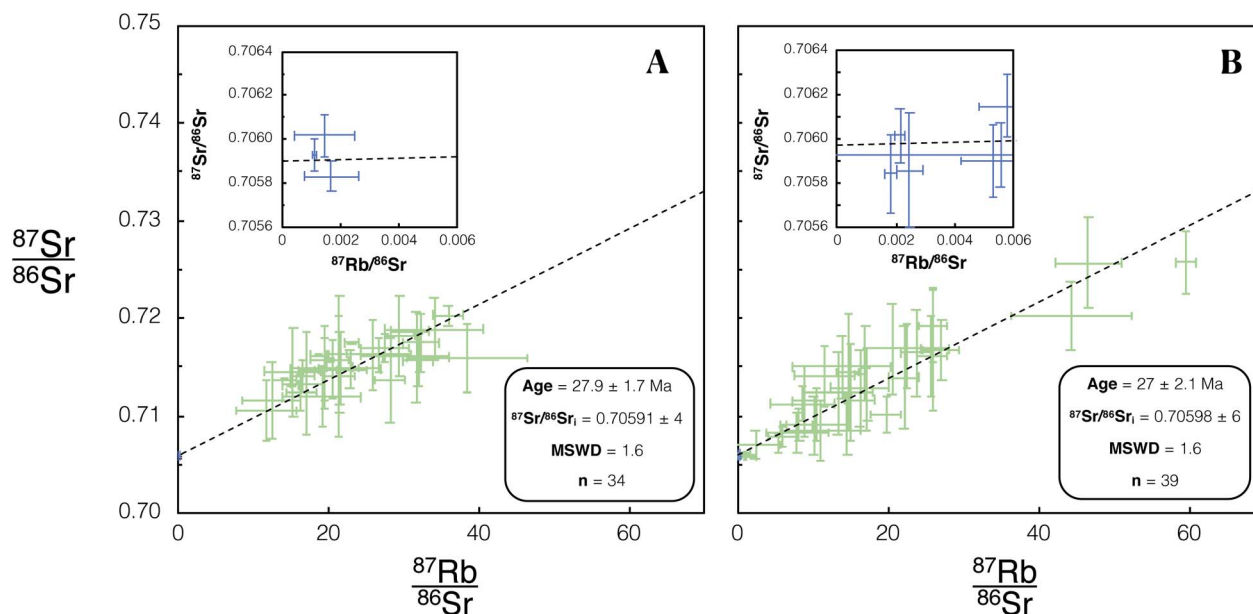 0.75
0.74
0.73
0.72
0.71
0.70
87Sr
86Sr
A
0.7064
0.7062
0.7060
0.7058
0.7056
87Sr/86Sr
0
0.002
0.004
0.006
87Rb/86Sr
Age = 27.9 ± 1.7 Ma
87Sr/86Sri = 0.70591 ± 4
MSWD = 1.6
n = 34
0
20
40
60
87Rb
86Sr
B
0.7064
0.7062
0.7060
0.7058
0.7056
87Sr/86Sr
0
0.002
0.004
0.006
87Rb/86Sr
Age = 27 ± 2.1 Ma
87Sr/86Sri = 0.70598 ± 6
MSWD = 1.6
n = 39
0
20
40
60
87Rb
86Sr